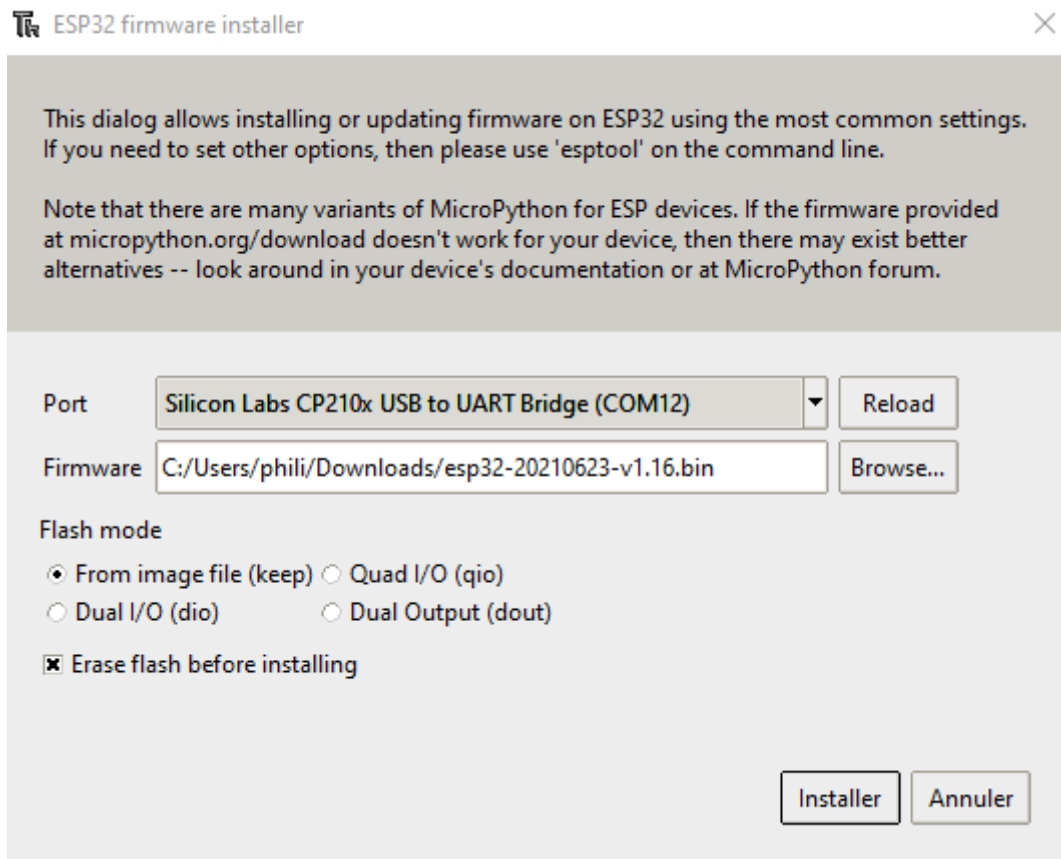 ESP32 firmware installer
This dialog allows installing or updating firmware on ESP32 using the most common settings.
If you need to set other options, then please use 'esptool' on the command line.
Note that there are many variants of MicroPython for ESP devices. If the firmware provided
at micropython.org/download doesn't work for your device, then there may exist better
alternatives -- look around in your device's documentation or at MicroPython forum.
Port Silicon Labs CP210x USB to UART Bridge (COM12) Reload
Firmware C:/Users/phili/Downloads/esp32-20210623-v1.16.bin Browse...
Flash mode
From image file (keep) Quad I/O (qio)
Dual I/O (dio) Dual Output (dout)
Erase flash before installing
Installer Annuler